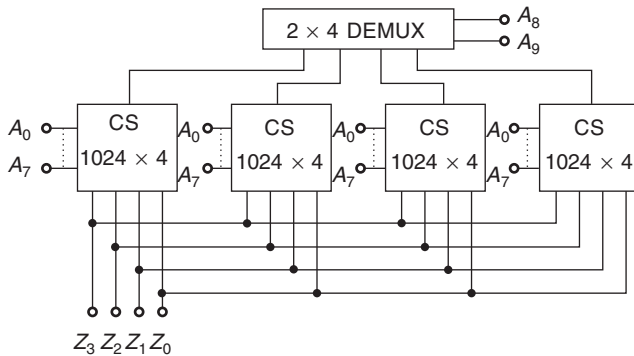 2 × 4 DEMUX
A8
A9
A0 CS A0 CS A0 CS A0 CS
A7 1024 × 4 A7 1024 × 4 A7 1024 × 4 A7 1024 × 4
Z3 Z2 Z1 Z0